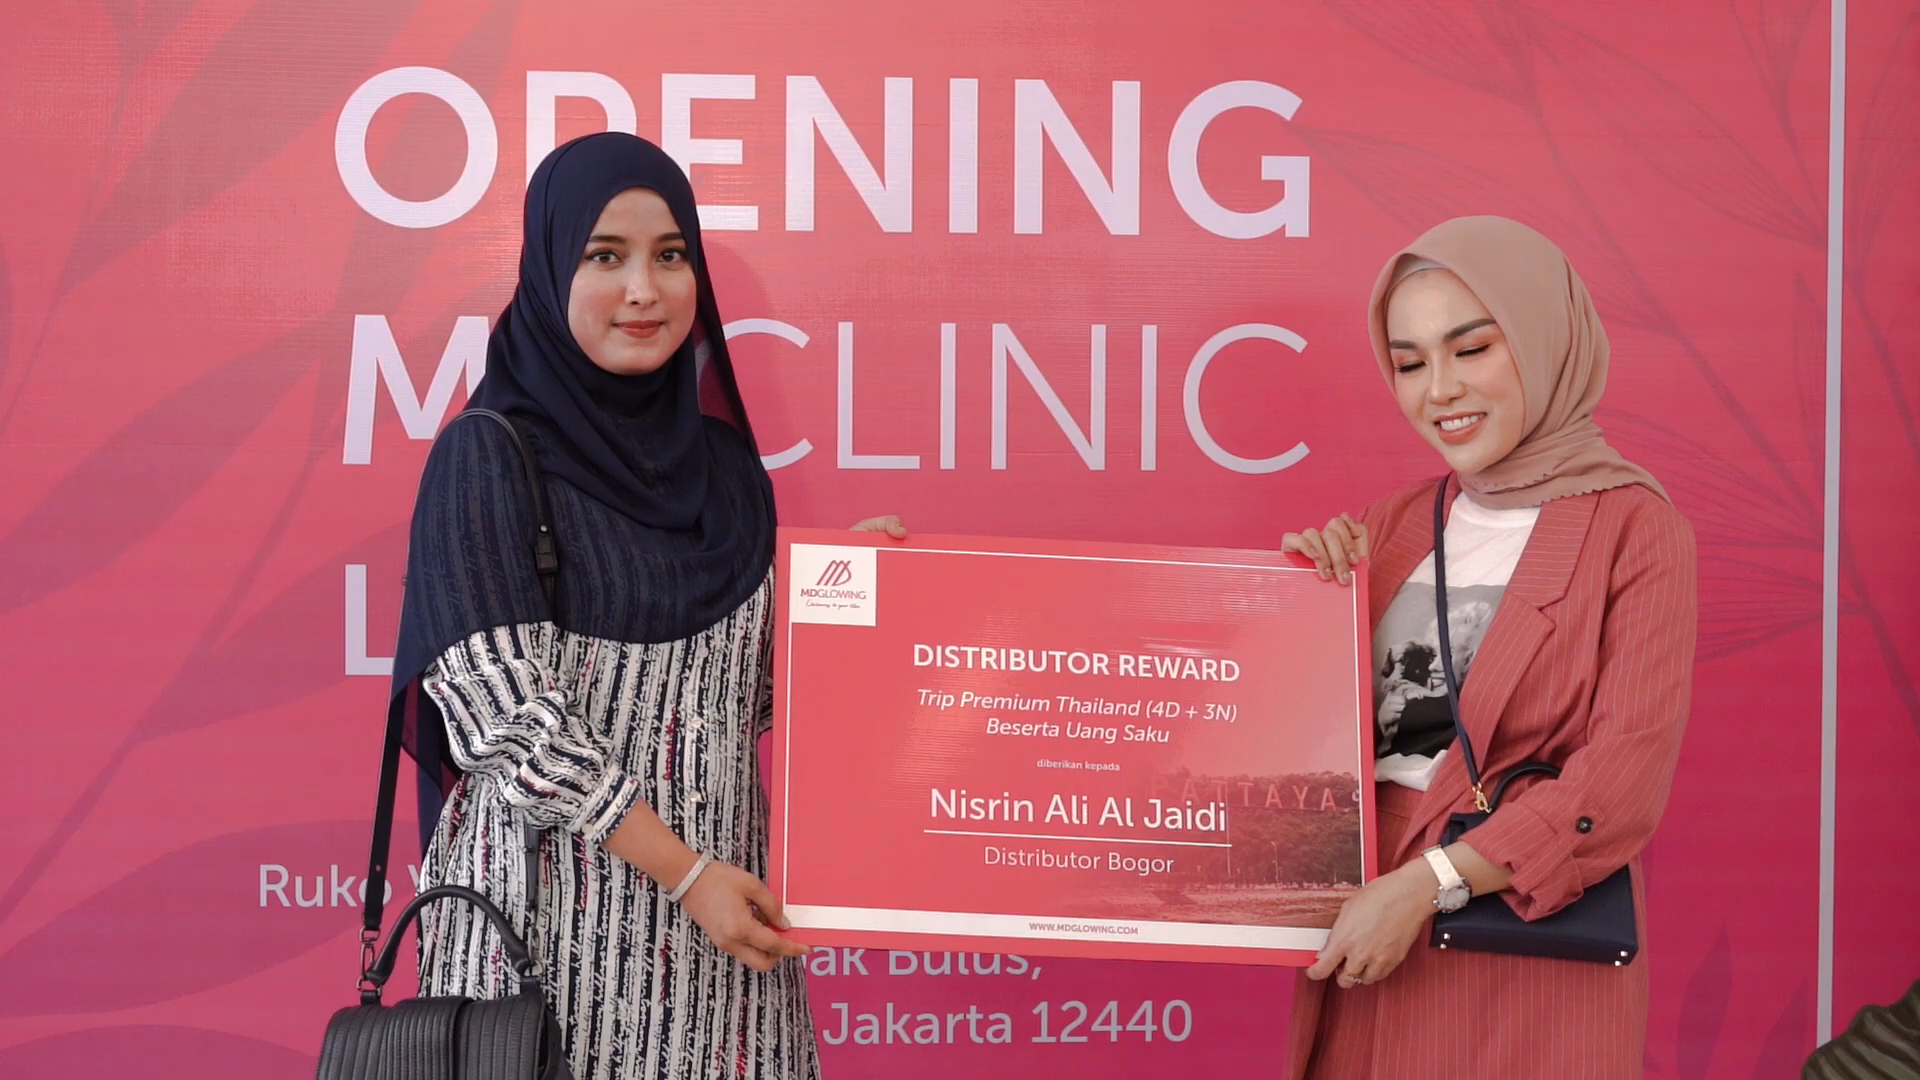 OPENING
CLINIC
Ruko
Bulus,
Jakarta 12440
MDGLOWING
DISTRIBUTOR REWARD
Trip Premium Thailand (4D + 3N)
Beserta Uang Saku
diberikan kepada
PATTAYA
Nisrin Ali Al Jaidi
Distributor Bogor
WWW.MDGLOWING.COM